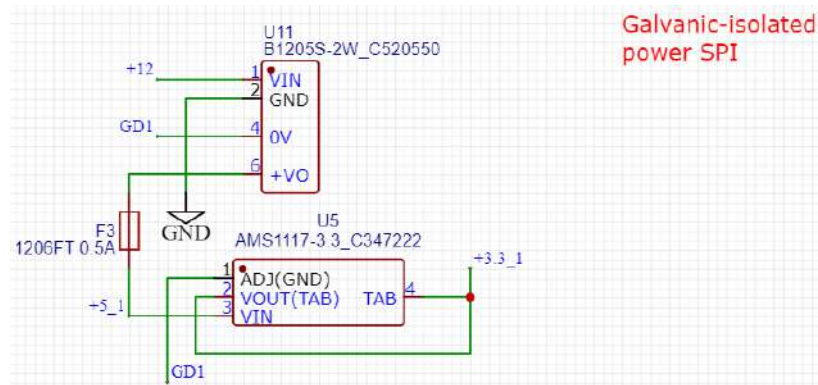 Galvanic-isolated
power SPI
U11
B1205S-2W_C520550
+12
1
VIN
2
GND
GD1
4
0V
6
+VO
F3
1206FT 0.5A
GND
U5
AMS1117-3 3_C347222
+3.3_1
1
ADJ(GND)
2
VOUT(TAB)
TAB
4
+5_1
3
VIN
GD1